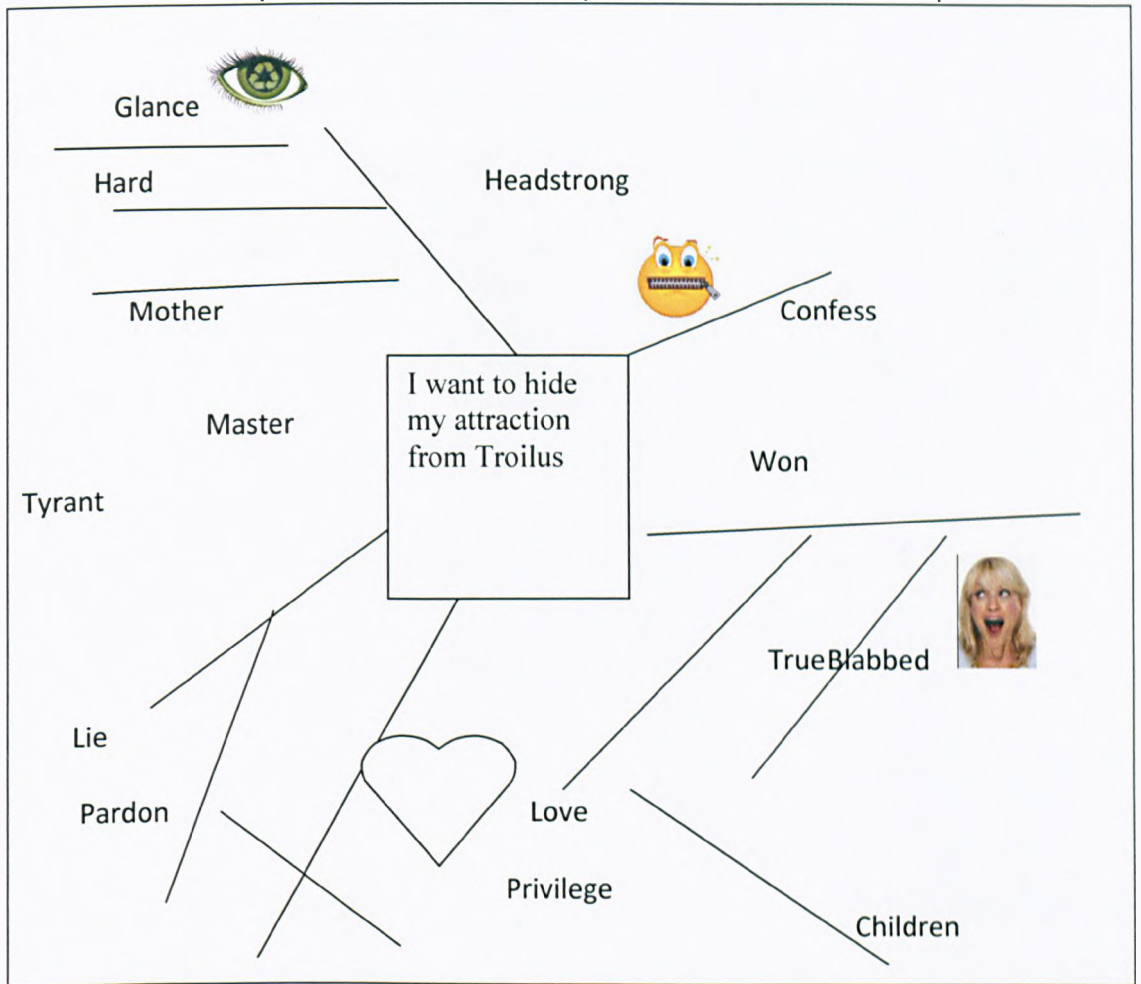 Glance
Hard
Headstrong
Mother
Confess
I want to hide
my attraction
from Troilus
Master
Won
Tyrant
TrueBlabbed
Lie
Pardon
Love
Privilege
Children